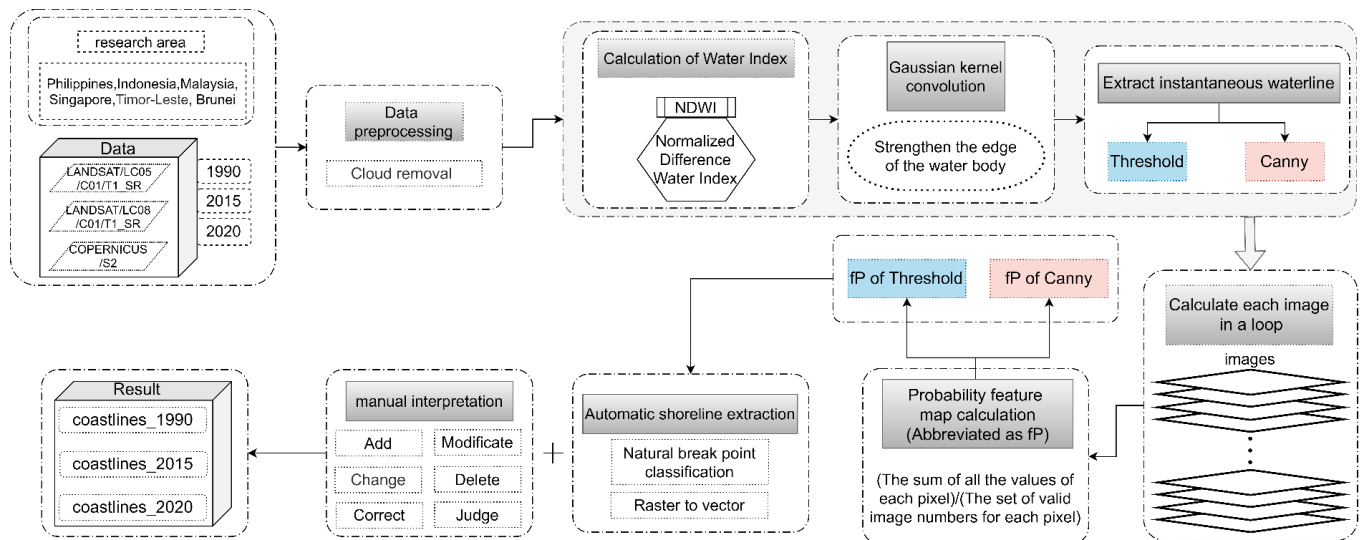 research area
Philippines,Indonesia,Malaysia,
Singapore,Timor-Leste, Brunei
Data
LANDSAT/LC05
/C01/T1_SR
LANDSAT/LC08
/C01/T1_SR
COPERNICUS
/S2
1990
2015
2020
Data
preprocessing
Cloud removal
Calculation of Water Index
NDWI
Normalized
Difference
Water Index
Gaussian kernel
convolution
Strengthen the edge
of the water body
Extract instantaneous waterline
Threshold
Canny
Calculate each image
in a loop
images
Probability feature
map calculation
(Abbreviated as fP)
(The sum of all the values of
each pixel)/(The set of valid
image numbers for each pixel)
fP of Threshold
fP of Canny
Automatic shoreline extraction
Natural break point
classification
Raster to vector
+
manual interpretation
Add
Modificate
Change
Delete
Correct
Judge
Result
coastlines_1990
coastlines_2015
coastlines_2020